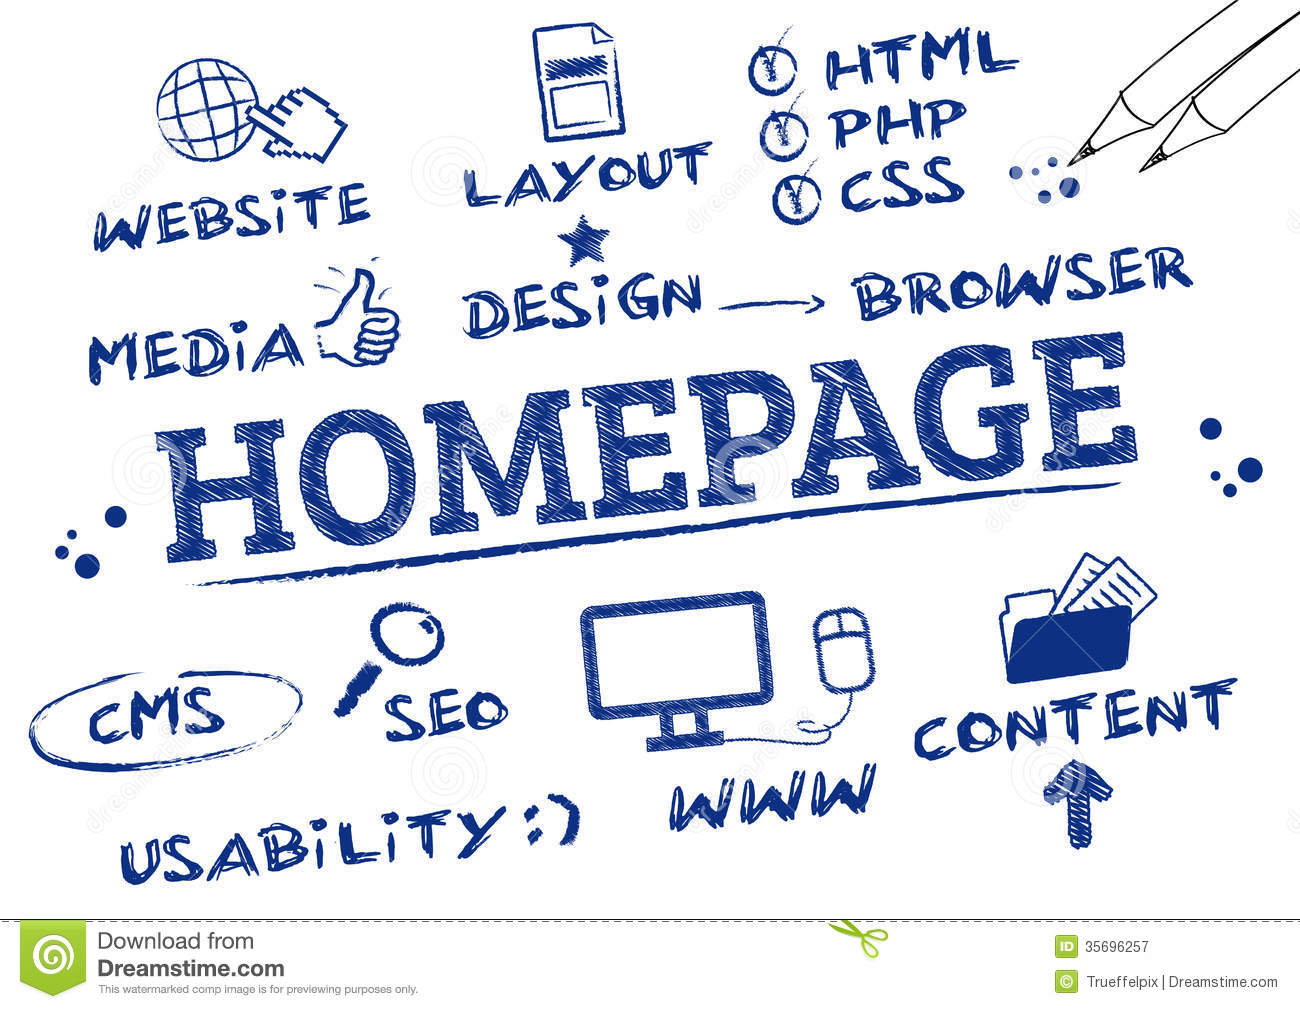 WEBSiTE
LAYOUT
HTML
PHP
CSS
MEDiA
DESiGN
BROWSER
HOMEPAGE
CMS
SEO
WWW
CONTENT
USABiLiTY :)
Download from
Dreamstime.com
This watermarked comp image is for previewing purposes only.
ID 35696257
© Trueffelpix | Dreamstime.com